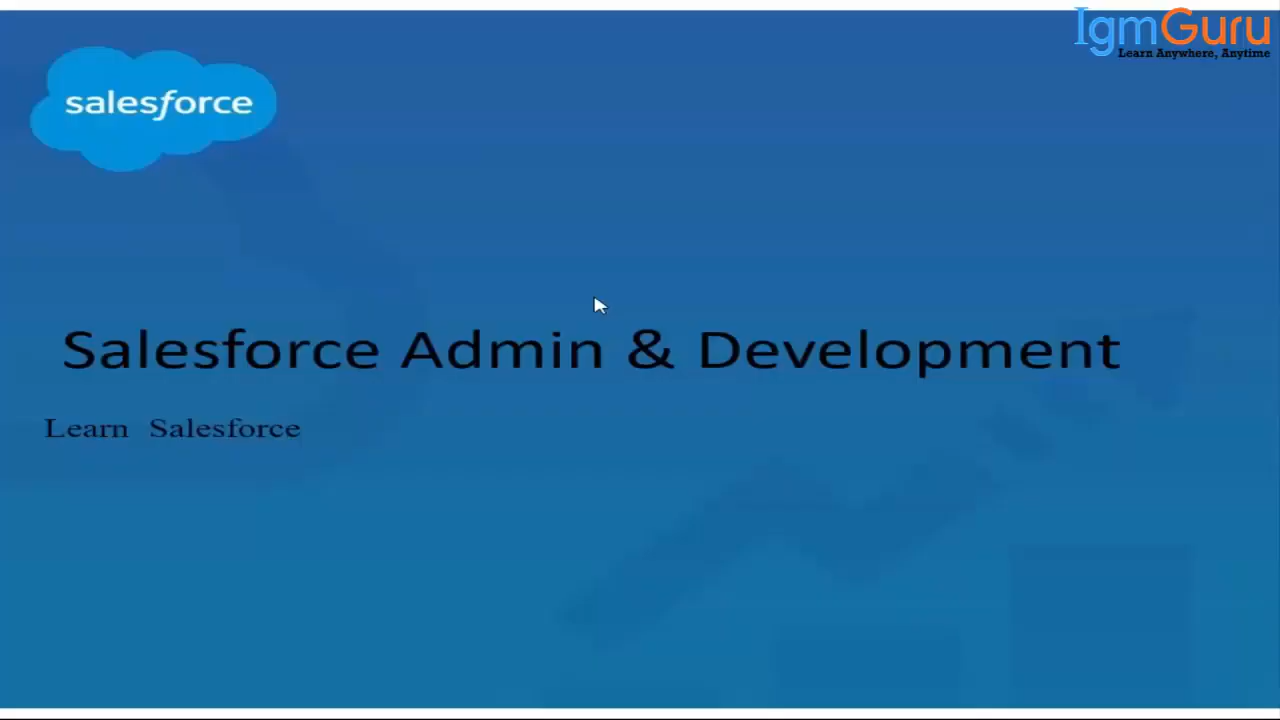 IgmGuru
Learn Anywhere, Anytime
salesforce
Salesforce Admin & Development
Learn Salesforce